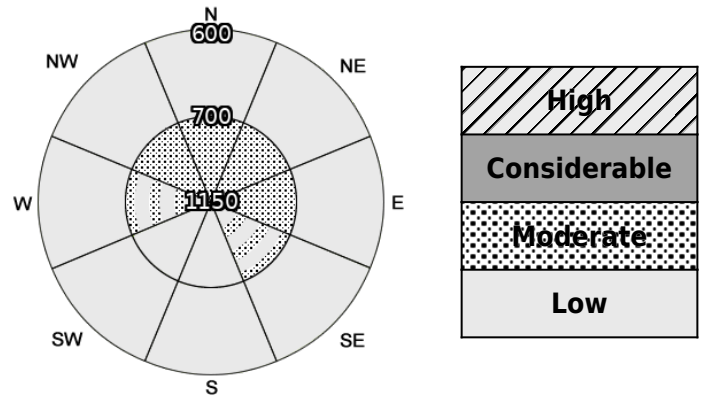 N
600
NW
NE
700
W
1150
E
SW
SE
S
High
Considerable
Moderate
Low